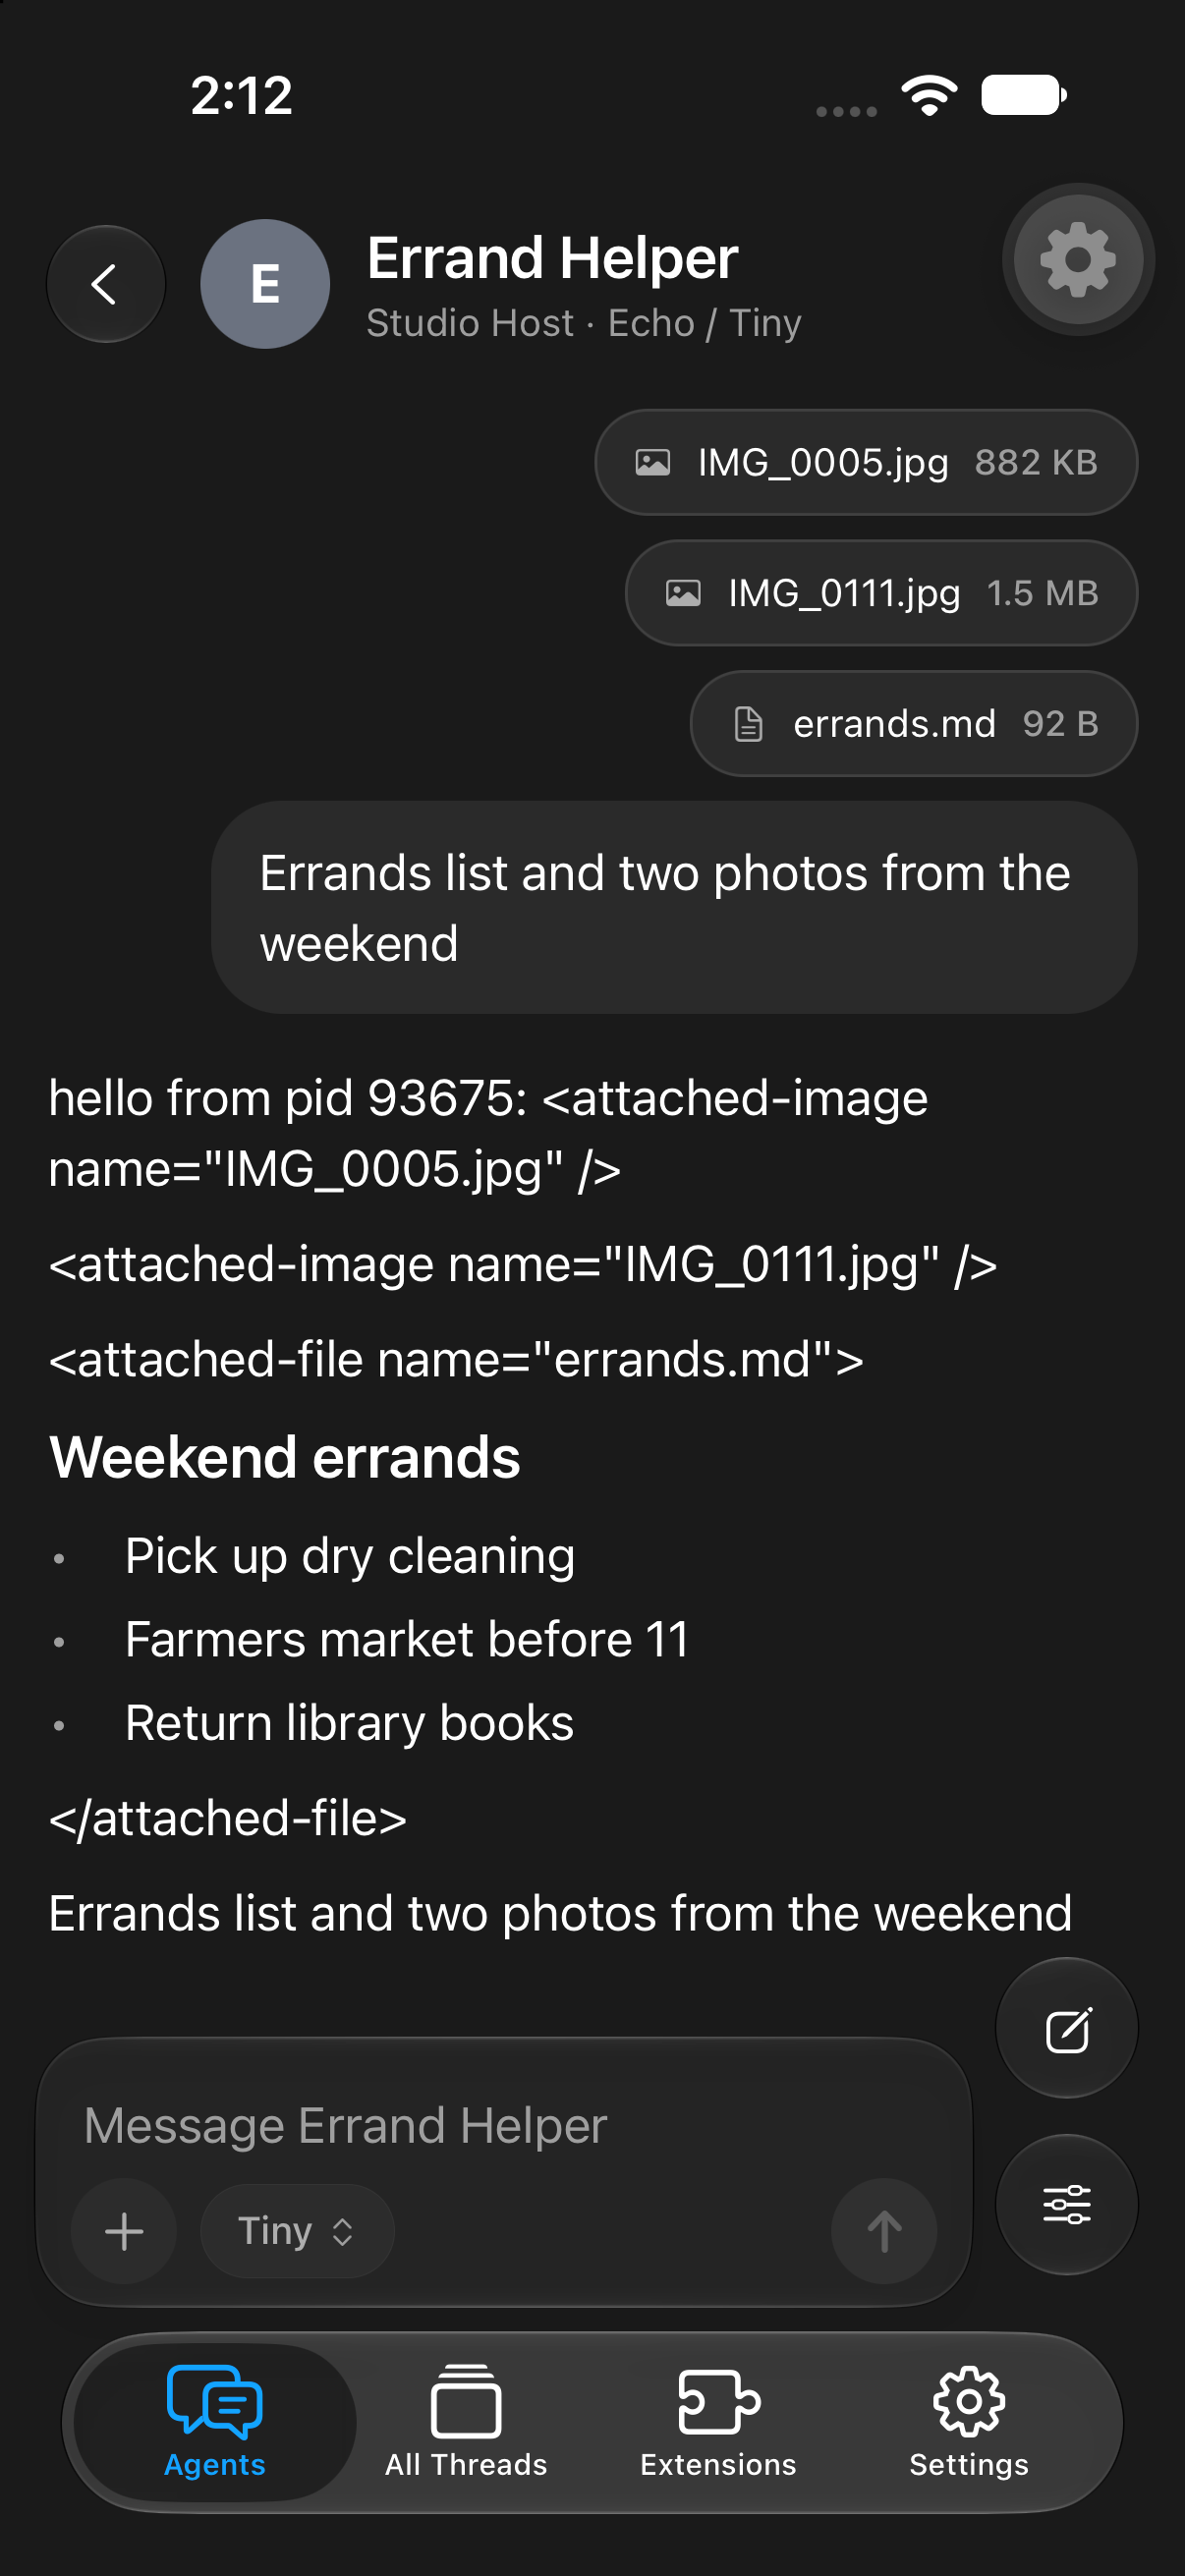 2:12
E
Errand Helper
Studio Host · Echo / Tiny
IMG_0005.jpg 882 KB
IMG_0111.jpg 1.5 MB
errands.md 92 B
Errands list and two photos from the
weekend
hello from pid 93675: <attached-image
name="IMG_0005.jpg" />
<attached-image name="IMG_0111.jpg" />
<attached-file name="errands.md">
Weekend errands
• Pick up dry cleaning
• Farmers market before 11
• Return library books
</attached-file>
Errands list and two photos from the weekend
Message Errand Helper
Tiny
Agents
All Threads
Extensions
Settings